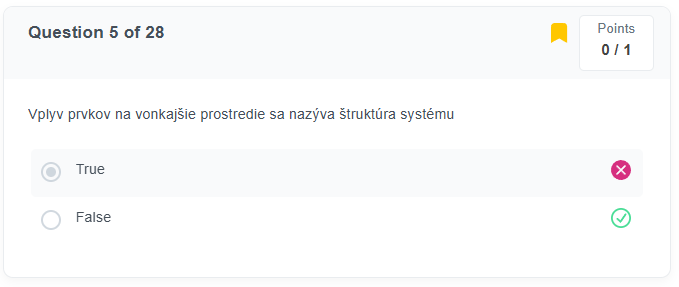 Question 5 of 28
Points
0 / 1
Vplyv prvkov na vonkajšie prostredie sa nazýva štruktúra systému
True
False